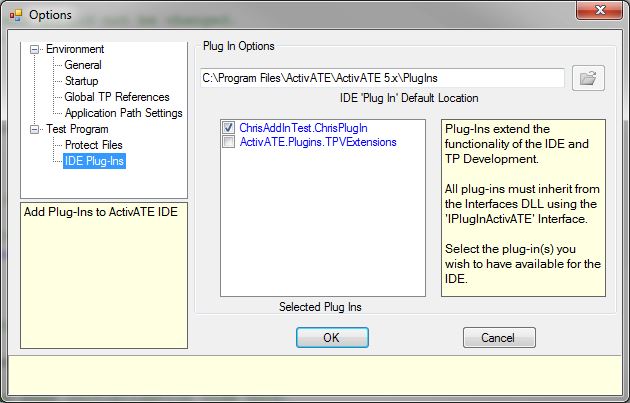 Options
Environment
General
Startup
Global TP References
Application Path Settings
Test Program
Protect Files
IDE Plug-Ins
Add Plug-Ins to ActivATE IDE
Plug In Options
C:\Program Files\ActivATE\ActivATE 5.x\PlugIns
IDE 'Plug In' Default Location
ChrisAddInTest.ChrisPlugIn
ActivATE.Plugins.TPVExtensions
Selected Plug Ins
Plug-Ins extend the
functionality of the IDE and
TP Development.
All plug-ins must inherit from
the Interfaces DLL using the
'IPlugInActivATE' Interface.
Select the plug-in(s) you
wish to have available for the
IDE.
OK
Cancel